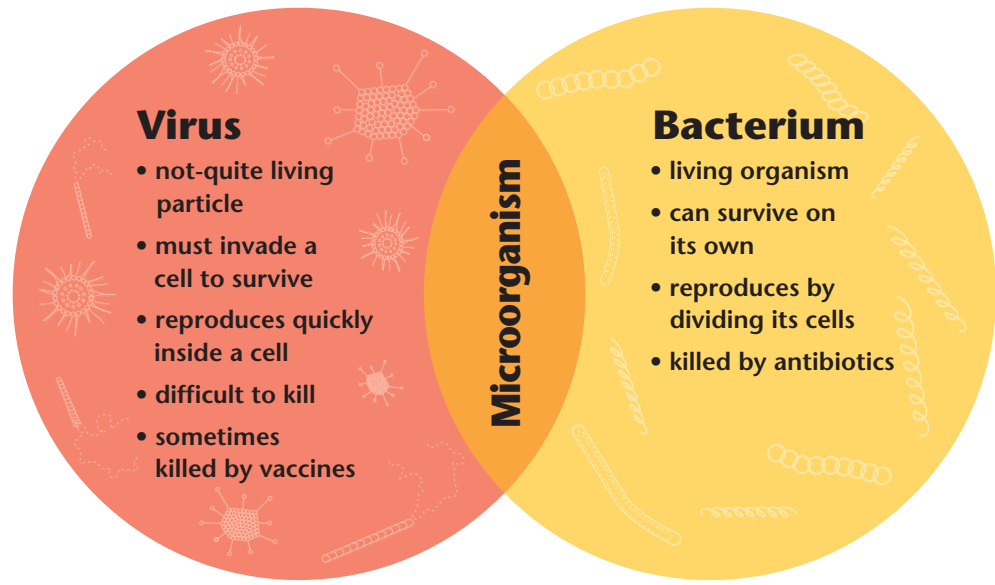 Virus
• not-quite living
particle
• must invade a
cell to survive
• reproduces quickly
inside a cell
• difficult to kill
• sometimes
killed by vaccines
Microorganism
Bacterium
• living organism
• can survive on
its own
• reproduces by
dividing its cells
• killed by antibiotics